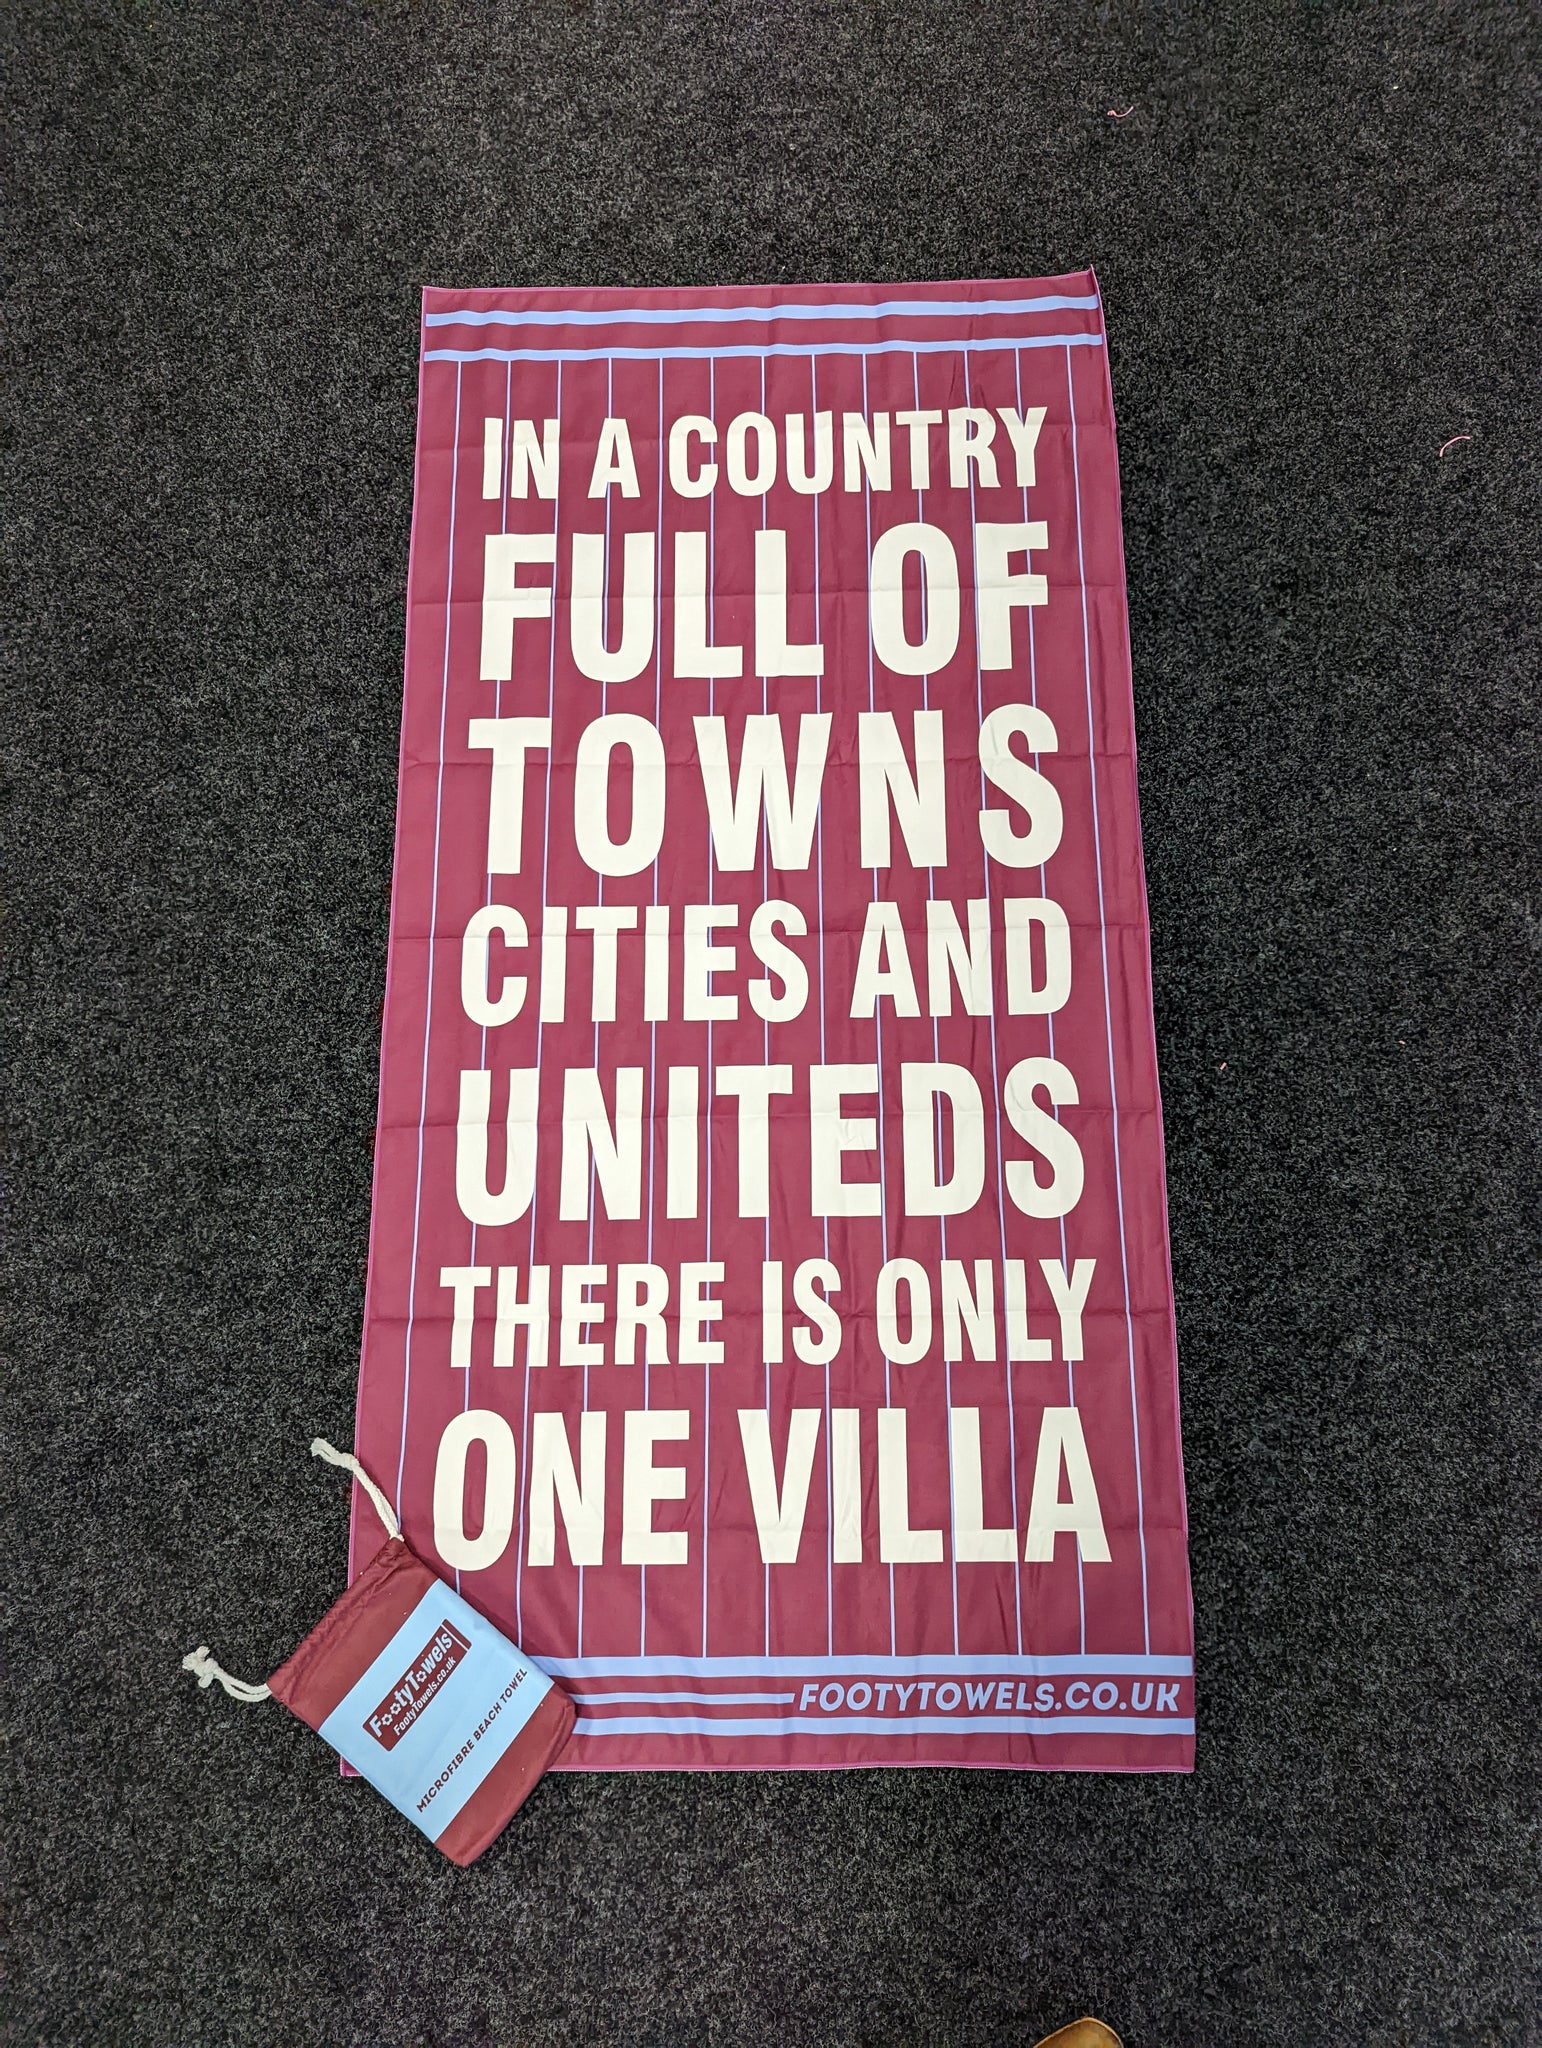 IN A COUNTRY
FULL OF
TOWNS
CITIES AND
UNITEDS
THERE IS ONLY
ONE VILLA
FOOTYTOWELS.CO.UK
FootyTowels
FootyTowels.co.uk
MICROFIBRE BEACH TOWEL